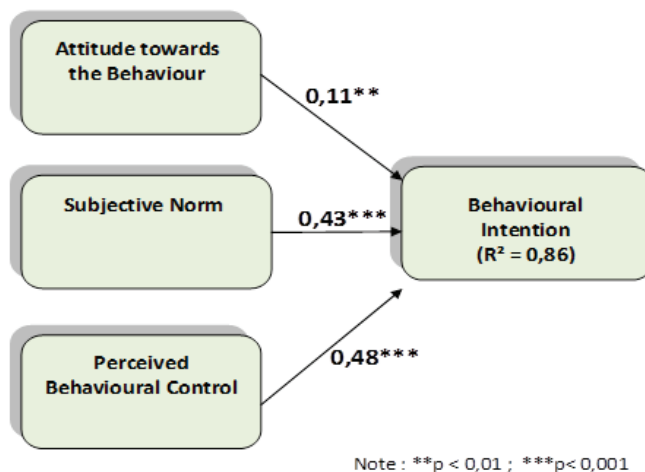 Attitude towards
the Behaviour
0,11**
Subjective Norm
0,43***
Behavioural
Intention
(R² = 0,86)
Perceived
Behavioural Control
0,48***
Note : **p < 0,01 ; ***p< 0,001